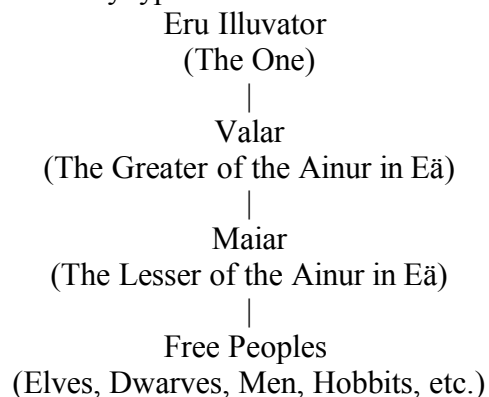 Eru Illuvator
(The One)
|
Valar
(The Greater of the Ainur in Eä)
|
Maiar
(The Lesser of the Ainur in Eä)
|
Free Peoples
(Elves, Dwarves, Men, Hobbits, etc.)